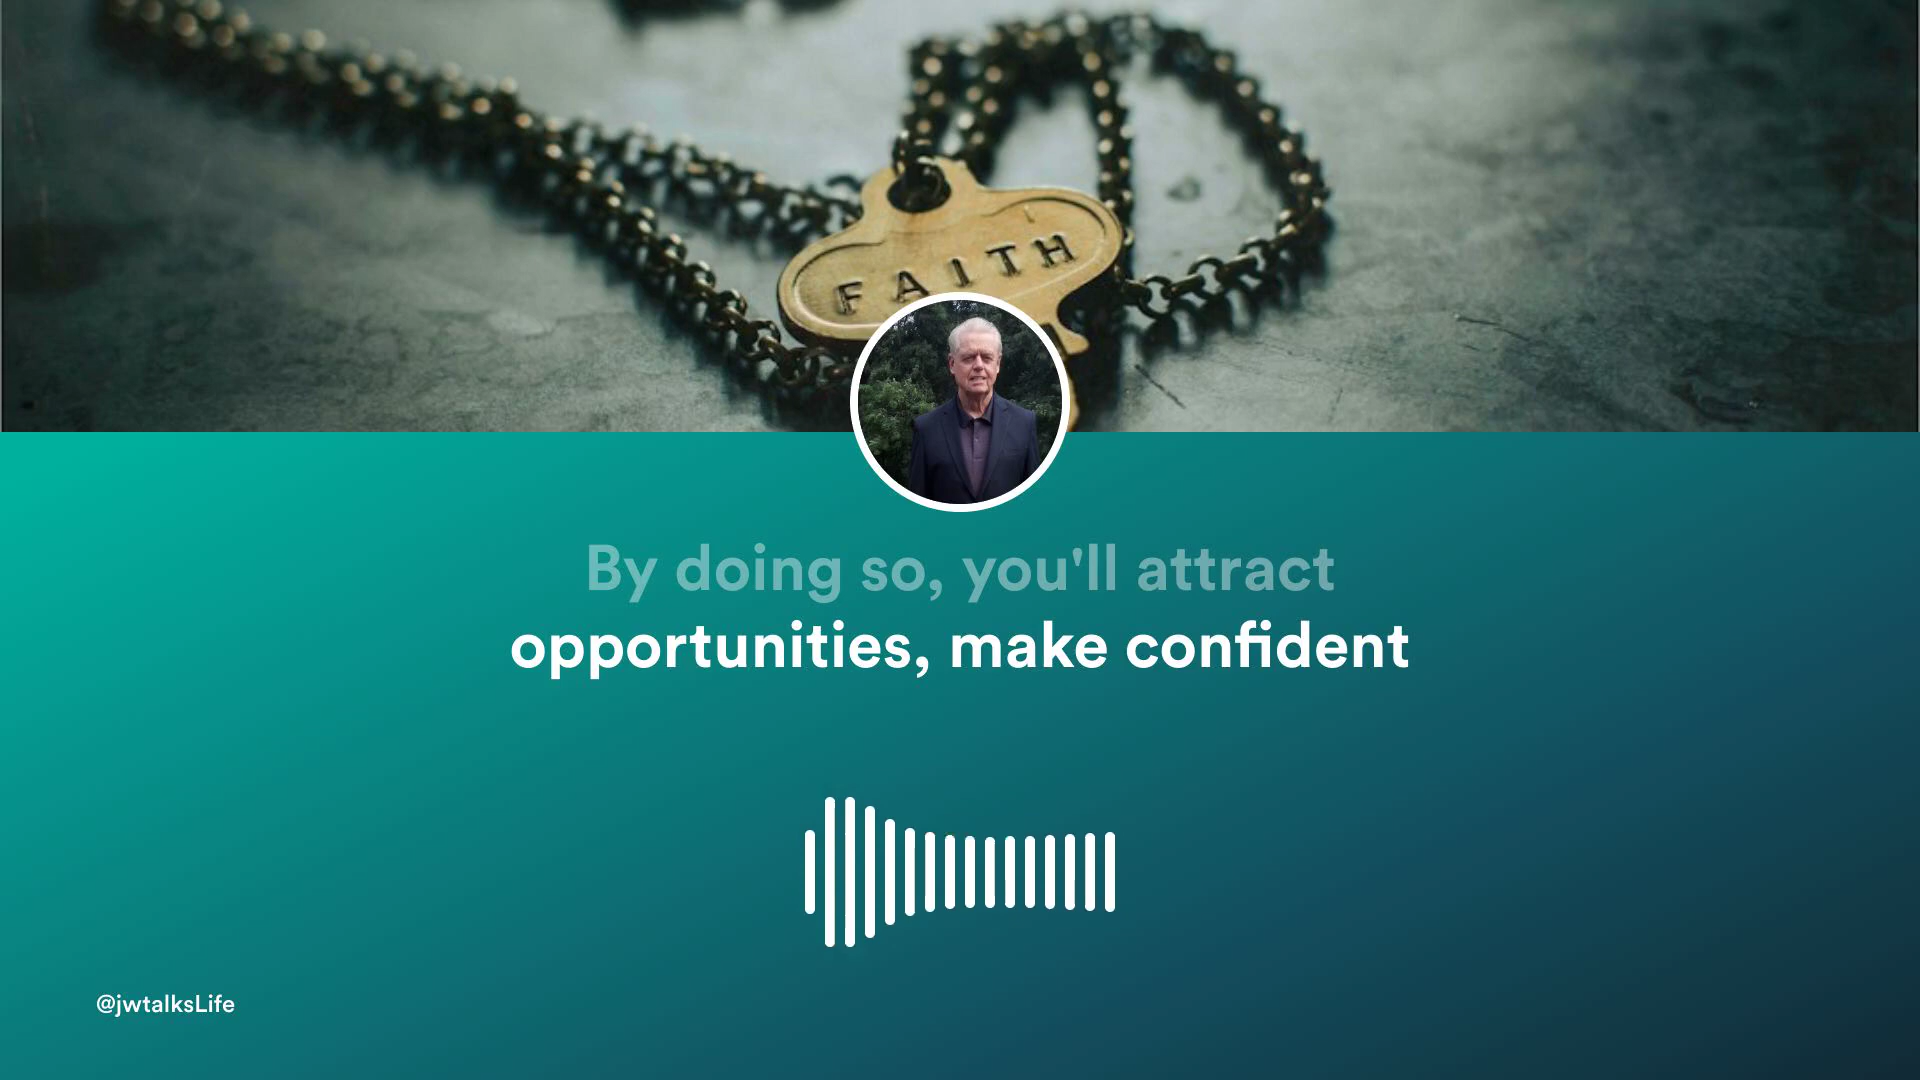 FAITH
By doing so, you'll attract
opportunities, make confident
@jwtalksLife